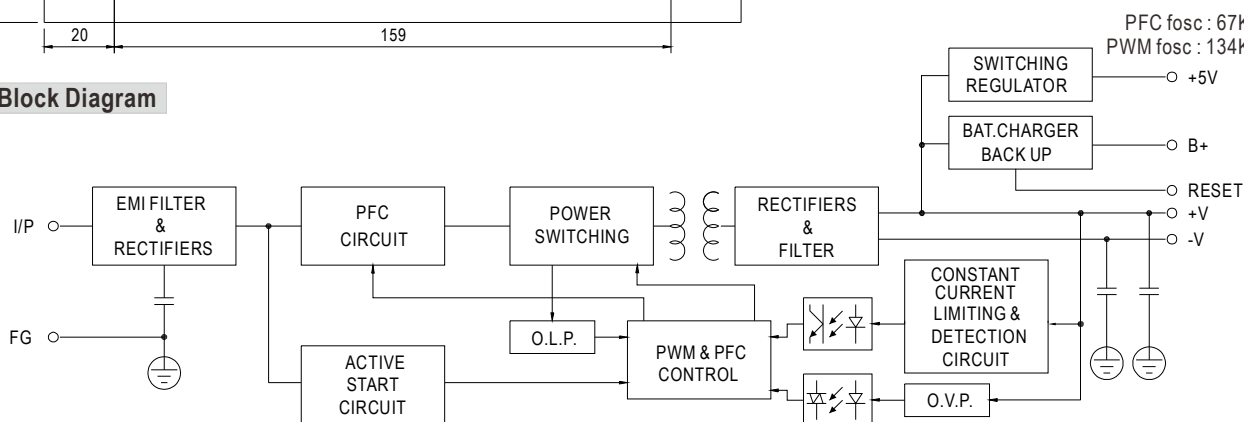 20
159
PFC fosc : 67K
PWM fosc : 134K
Block Diagram
SWITCHING
REGULATOR
+5V
BAT.CHARGER
BACK UP
B+
RESET
+V
-V
I/P
EMI FILTER
&
RECTIFIERS
PFC
CIRCUIT
POWER
SWITCHING
RECTIFIERS
&
FILTER
FG
O.L.P.
PWM & PFC
CONTROL
CONSTANT
CURRENT
LIMITING &
DETECTION
CIRCUIT
ACTIVE
START
CIRCUIT
O.V.P.